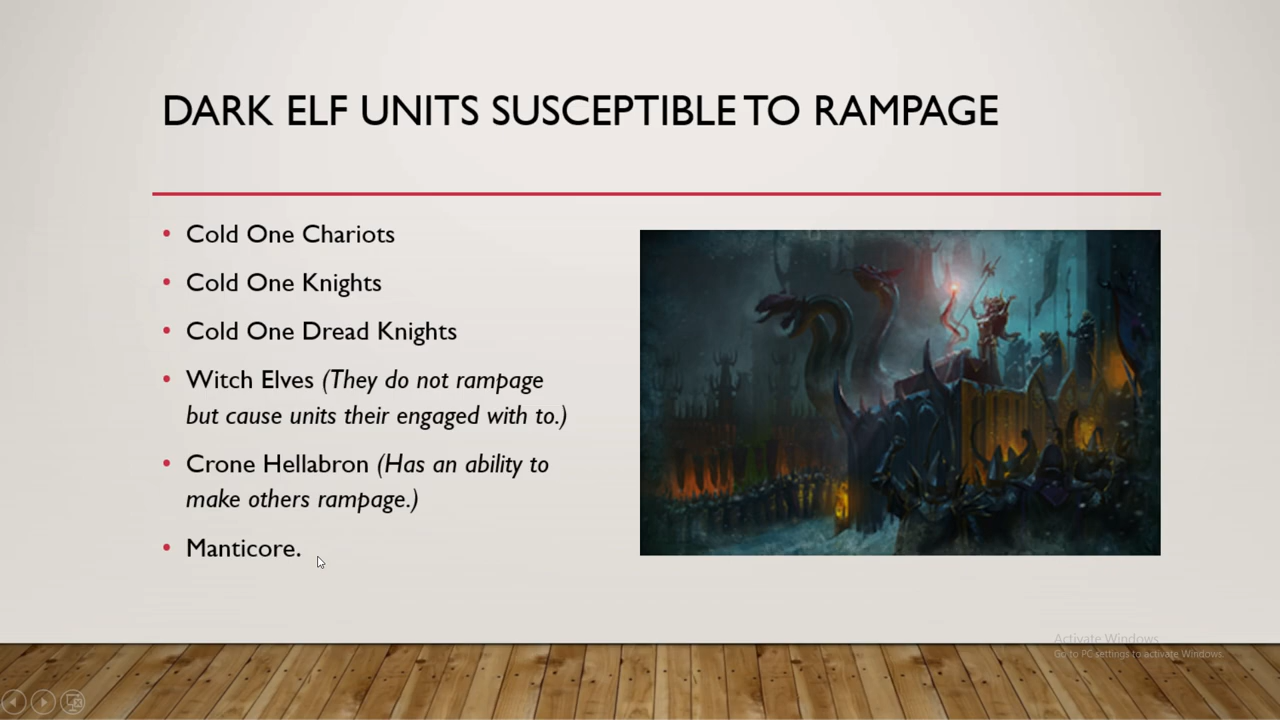 DARK ELF UNITS SUSCEPTIBLE TO RAMPAGE
• Cold One Chariots
• Cold One Knights
• Cold One Dread Knights
• Witch Elves (They do not rampage
but cause units their engaged with to.)
• Crone Hellabron (Has an ability to
make others rampage.)
• Manticore.
Activate Windows
Go to PC settings to activate Windows.